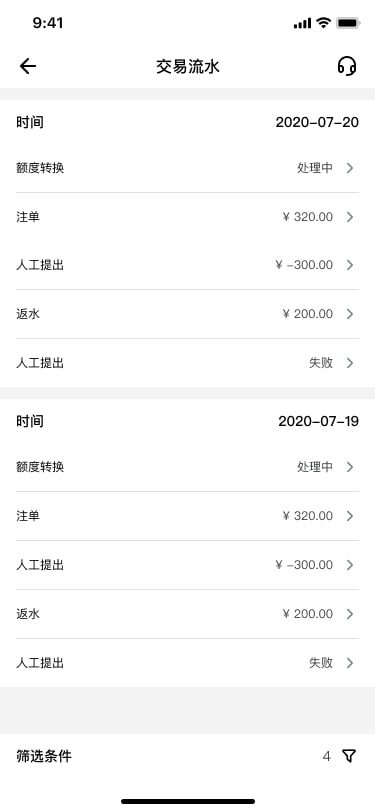 9:41
交易流水
时间 2020-07-20
额度转换 处理中
注单 ¥ 320.00
人工提出 ¥ -300.00
返水 ¥ 200.00
人工提出 失败
时间 2020-07-19
额度转换 处理中
注单 ¥ 320.00
人工提出 ¥ -300.00
返水 ¥ 200.00
人工提出 失败
筛选条件 4